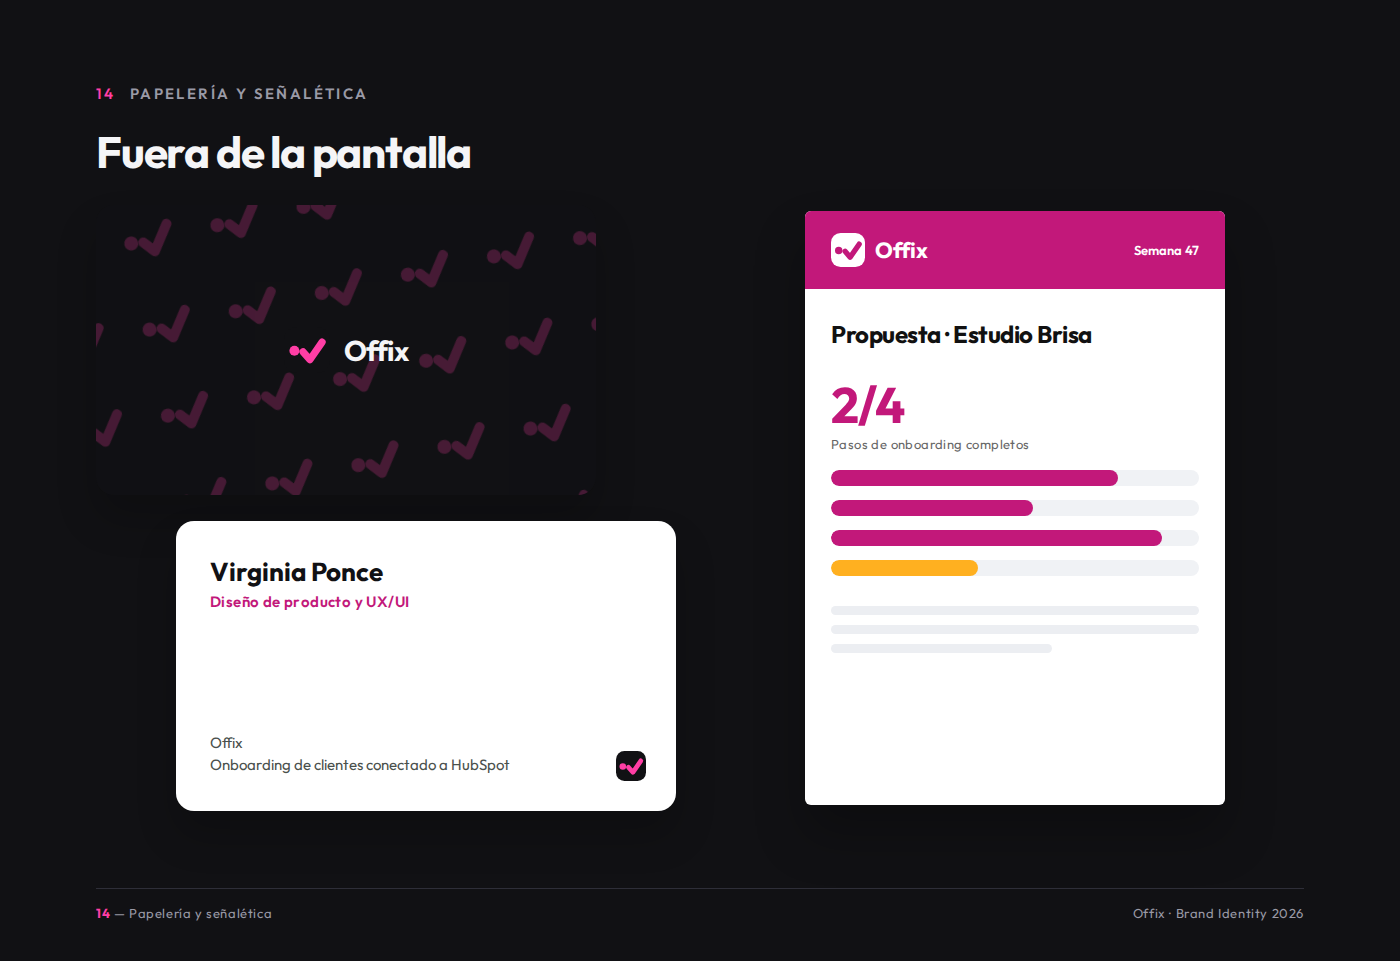 14 PAPELERÍA Y SEÑALÉTICA
Fuera de la pantalla
Offix
Virginia Ponce
Diseño de producto y UX/UI
Offix
Onboarding de clientes conectado a HubSpot
Offix
Semana 47
Propuesta · Estudio Brisa
2/4
Pasos de onboarding completos
14 — Papelería y señalética
Offix · Brand Identity 2026